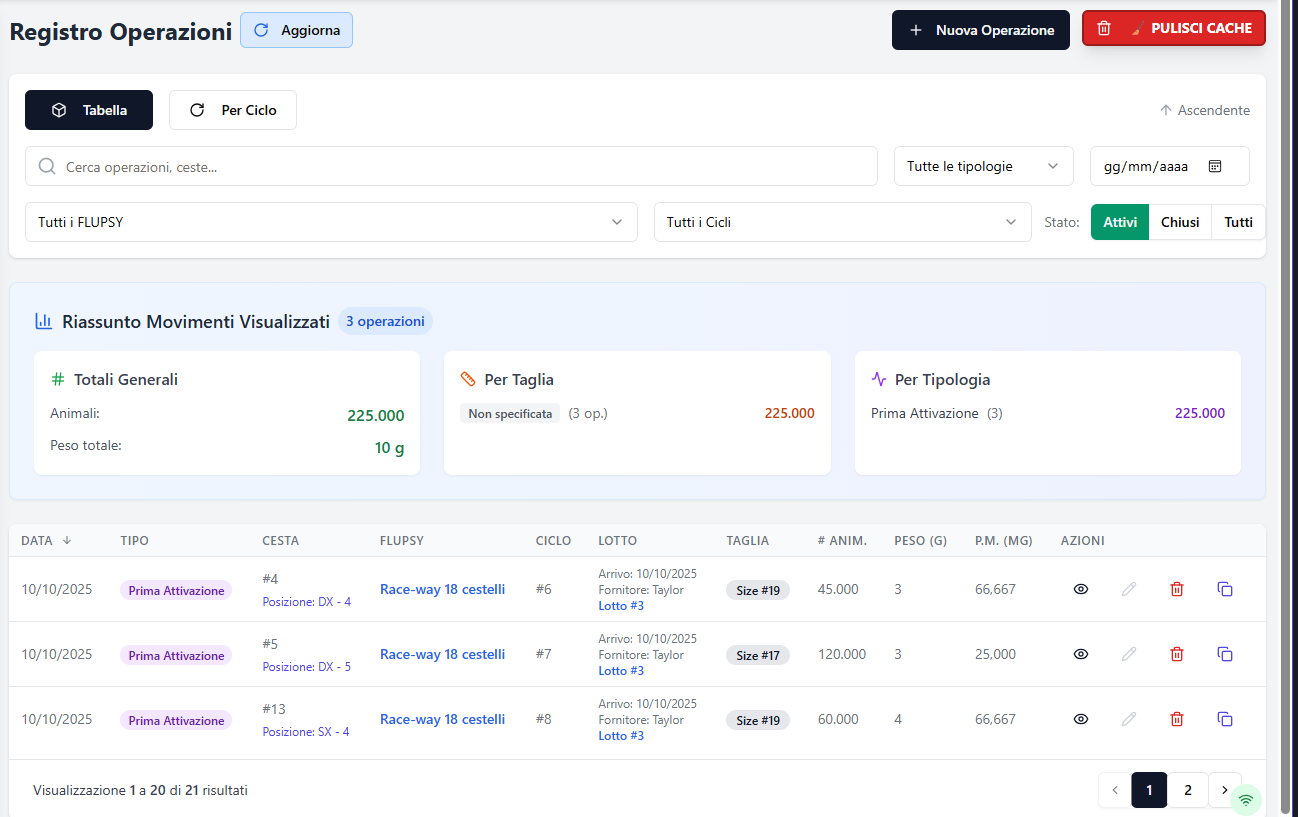 Registro Operazioni Aggiorna Nuova Operazione PULISCI CACHE
Tabella Per Ciclo Ascendente
Cerca operazioni, ceste... Tutte le tipologie gg/mm/aaaa
Tutti i FLUPSY Tutti i Cicli Stato: Attivi Chiusi Tutti
Riassunto Movimenti Visualizzati 3 operazioni
# Totali Generali
Animali: 225.000
Peso totale: 10 g
Per Taglia
Non specificata (3 op.) 225.000
Per Tipologia
Prima Attivazione (3) 225.000
DATA TIPO CESTA FLUPSY CICLO LOTTO TAGLIA # ANIM. PESO (G) P.M. (MG) AZIONI
10/10/2025 Prima Attivazione #4 Posizione: DX - 4 Race-way 18 cestelli #6 Arrivo: 10/10/2025 Fornitore: Taylor Lotto #3 Size #19 45.000 3 66,667
10/10/2025 Prima Attivazione #5 Posizione: DX - 5 Race-way 18 cestelli #7 Arrivo: 10/10/2025 Fornitore: Taylor Lotto #3 Size #17 120.000 3 25,000
10/10/2025 Prima Attivazione #13 Posizione: SX - 4 Race-way 18 cestelli #8 Arrivo: 10/10/2025 Fornitore: Taylor Lotto #3 Size #19 60.000 4 66,667
Visualizzazione 1 a 20 di 21 risultati 1 2